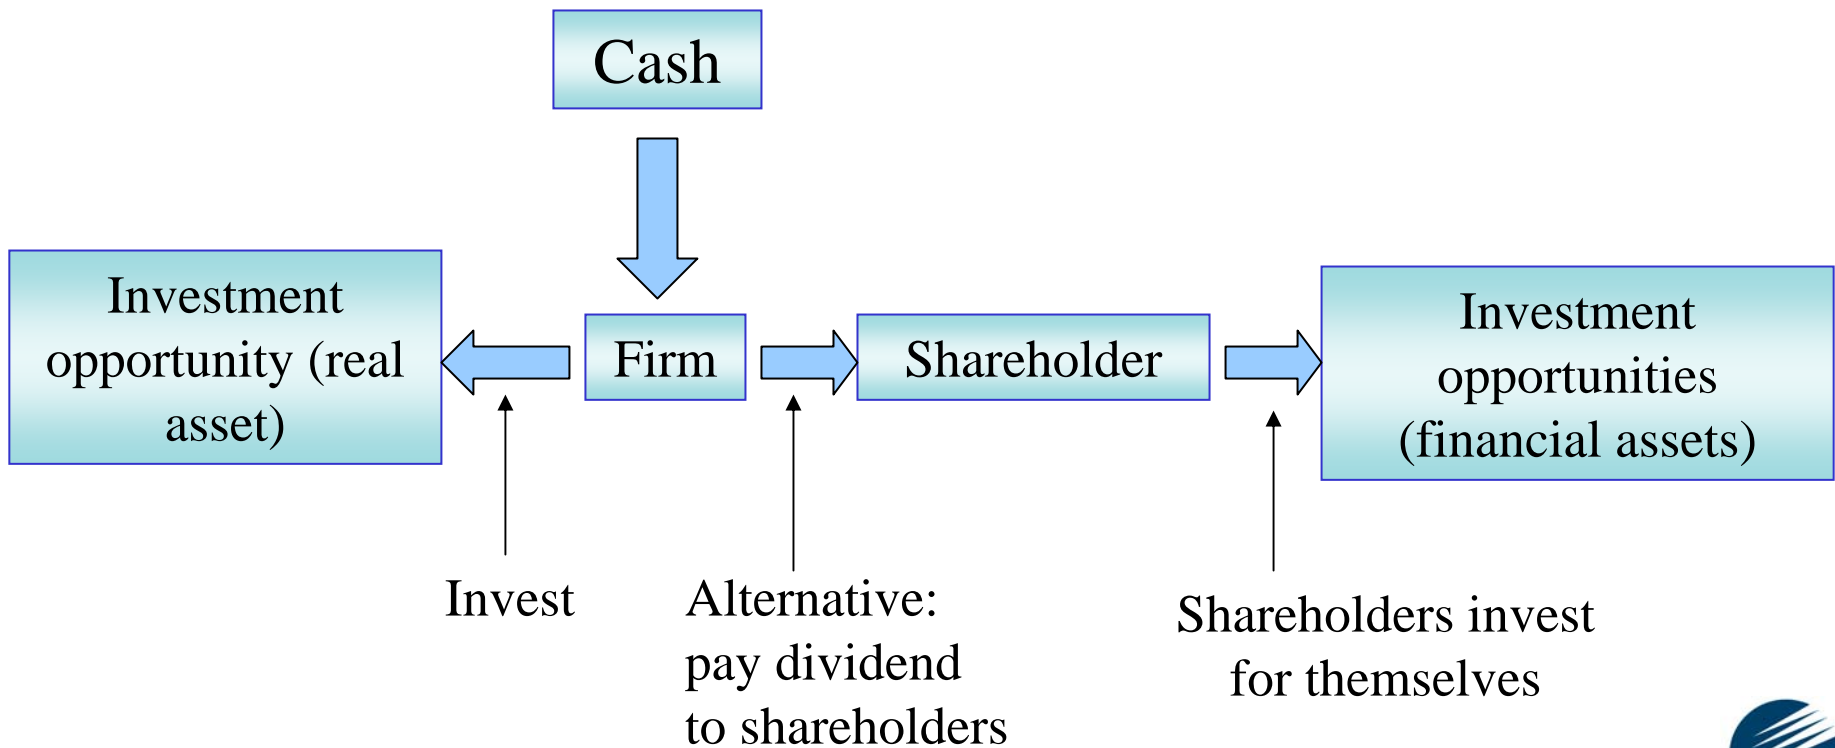 Cash
Investment
opportunity (real
asset)
Firm
Shareholder
Investment
opportunities
(financial assets)
Invest
Alternative:
pay dividend
to shareholders
Shareholders invest
for themselves